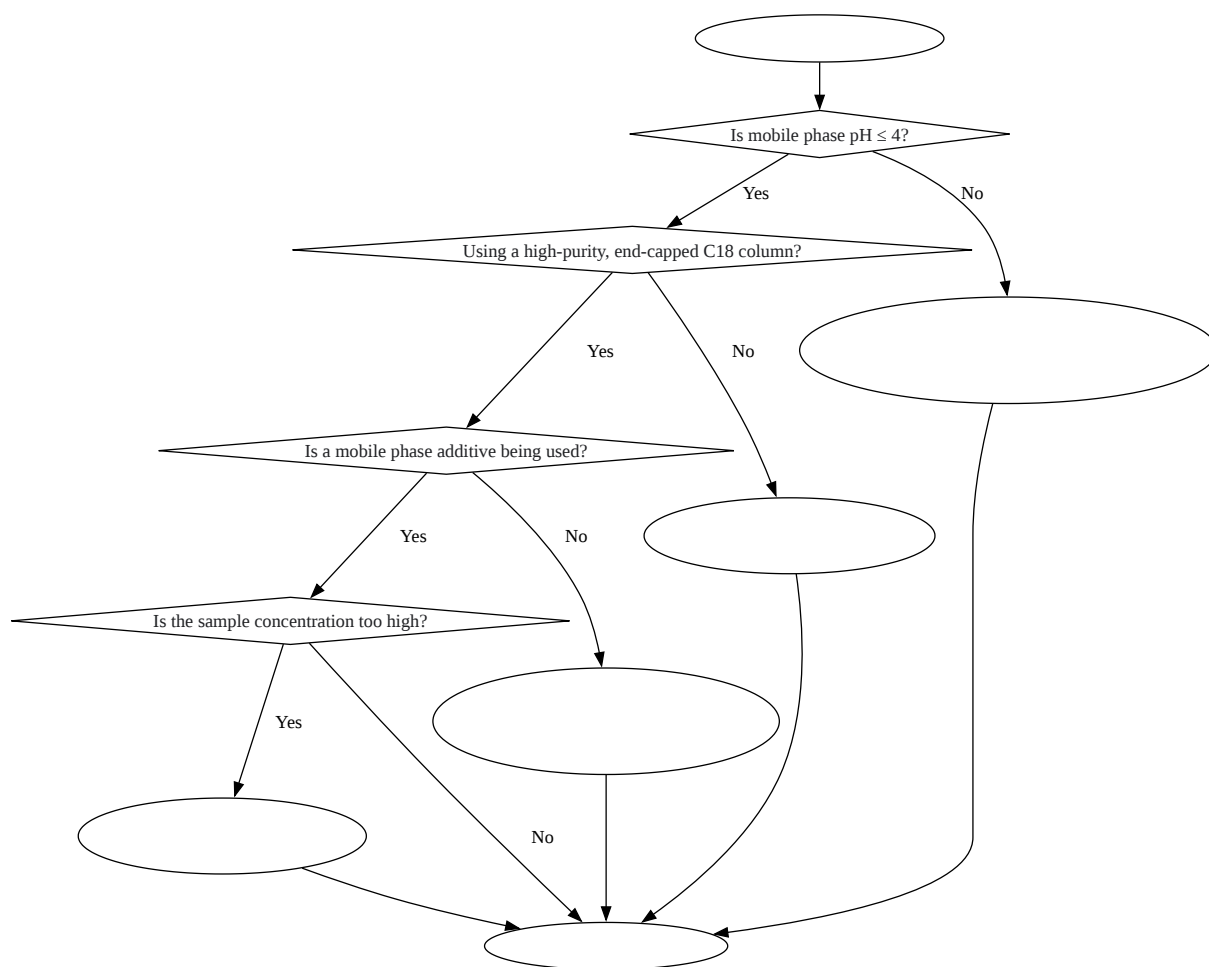 Is mobile phase pH ≤ 4?
Yes
No
Using a high-purity, end-capped C18 column?
Yes
No
Is a mobile phase additive being used?
Yes
No
Is the sample concentration too high?
Yes
No